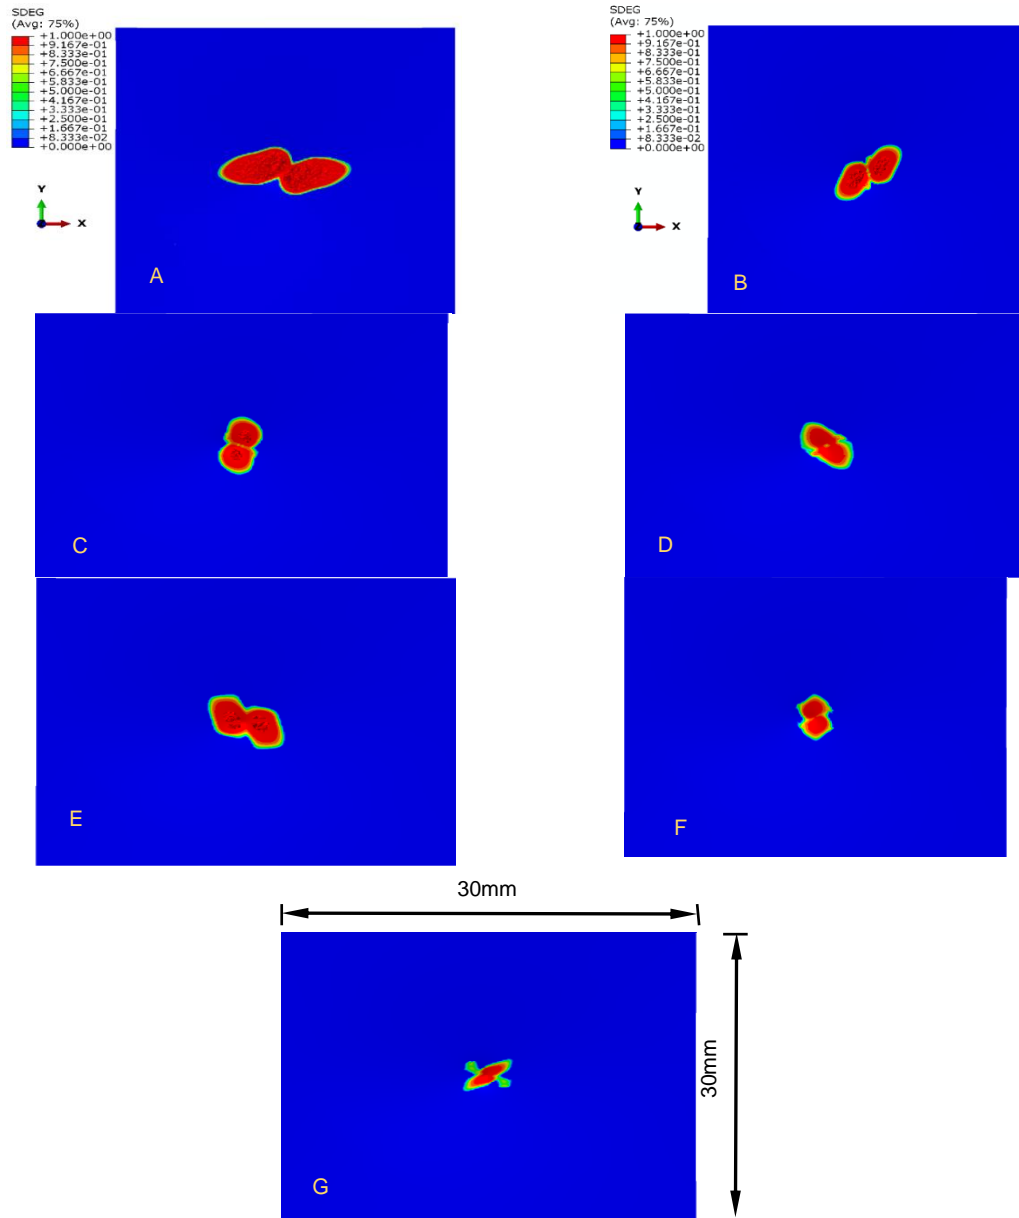 SDEG
(Avg: 75%)
+1.000e+00
+9.167e-01
+8.333e-01
+7.500e-01
+6.667e-01
+5.833e-01
+5.000e-01
+4.167e-01
+3.333e-01
+2.500e-01
+1.667e-01
+8.333e-02
+0.000e+00
Y
X
A
SDEG
(Avg: 75%)
+1.000e+00
+9.167e-01
+8.333e-01
+7.500e-01
+6.667e-01
+5.833e-01
+5.000e-01
+4.167e-01
+3.333e-01
+2.500e-01
+1.667e-01
+8.333e-02
+0.000e+00
Y
X
B
C
D
E
F
30mm
30mm
G